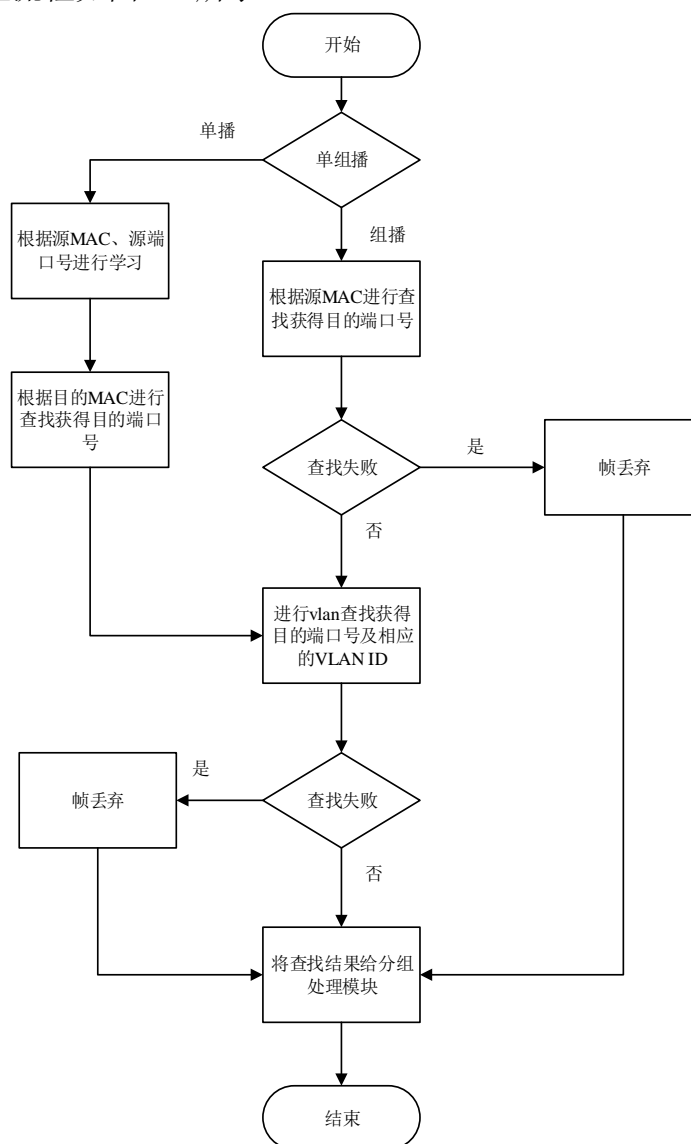 开始
单播
单组播
根据源MAC、源端
口号进行学习
组播
根据源MAC进行查
找获得目的端口号
根据目的MAC进行
查找获得目的端口
号
查找失败
是
帧丢弃
否
进行vlan查找获得
目的端口号及相应
的VLAN ID
帧丢弃
是
查找失败
否
将查找结果给分组
处理模块
结束